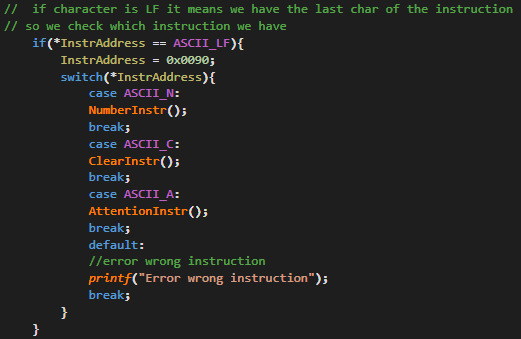 //  if character is LF it means we have the last char of the instruction
// so we check which instruction we have
    if(*InstrAddress == ASCII_LF){
        InstrAddress = 0x0090;
        switch(*InstrAddress){
            case ASCII_N:
            NumberInstr();
            break;
            case ASCII_C:
            ClearInstr();
            break;
            case ASCII_A:
            AttentionInstr();
            break;
            default:
            //error wrong instruction
            printf("Error wrong instruction");
            break;
        }
    }